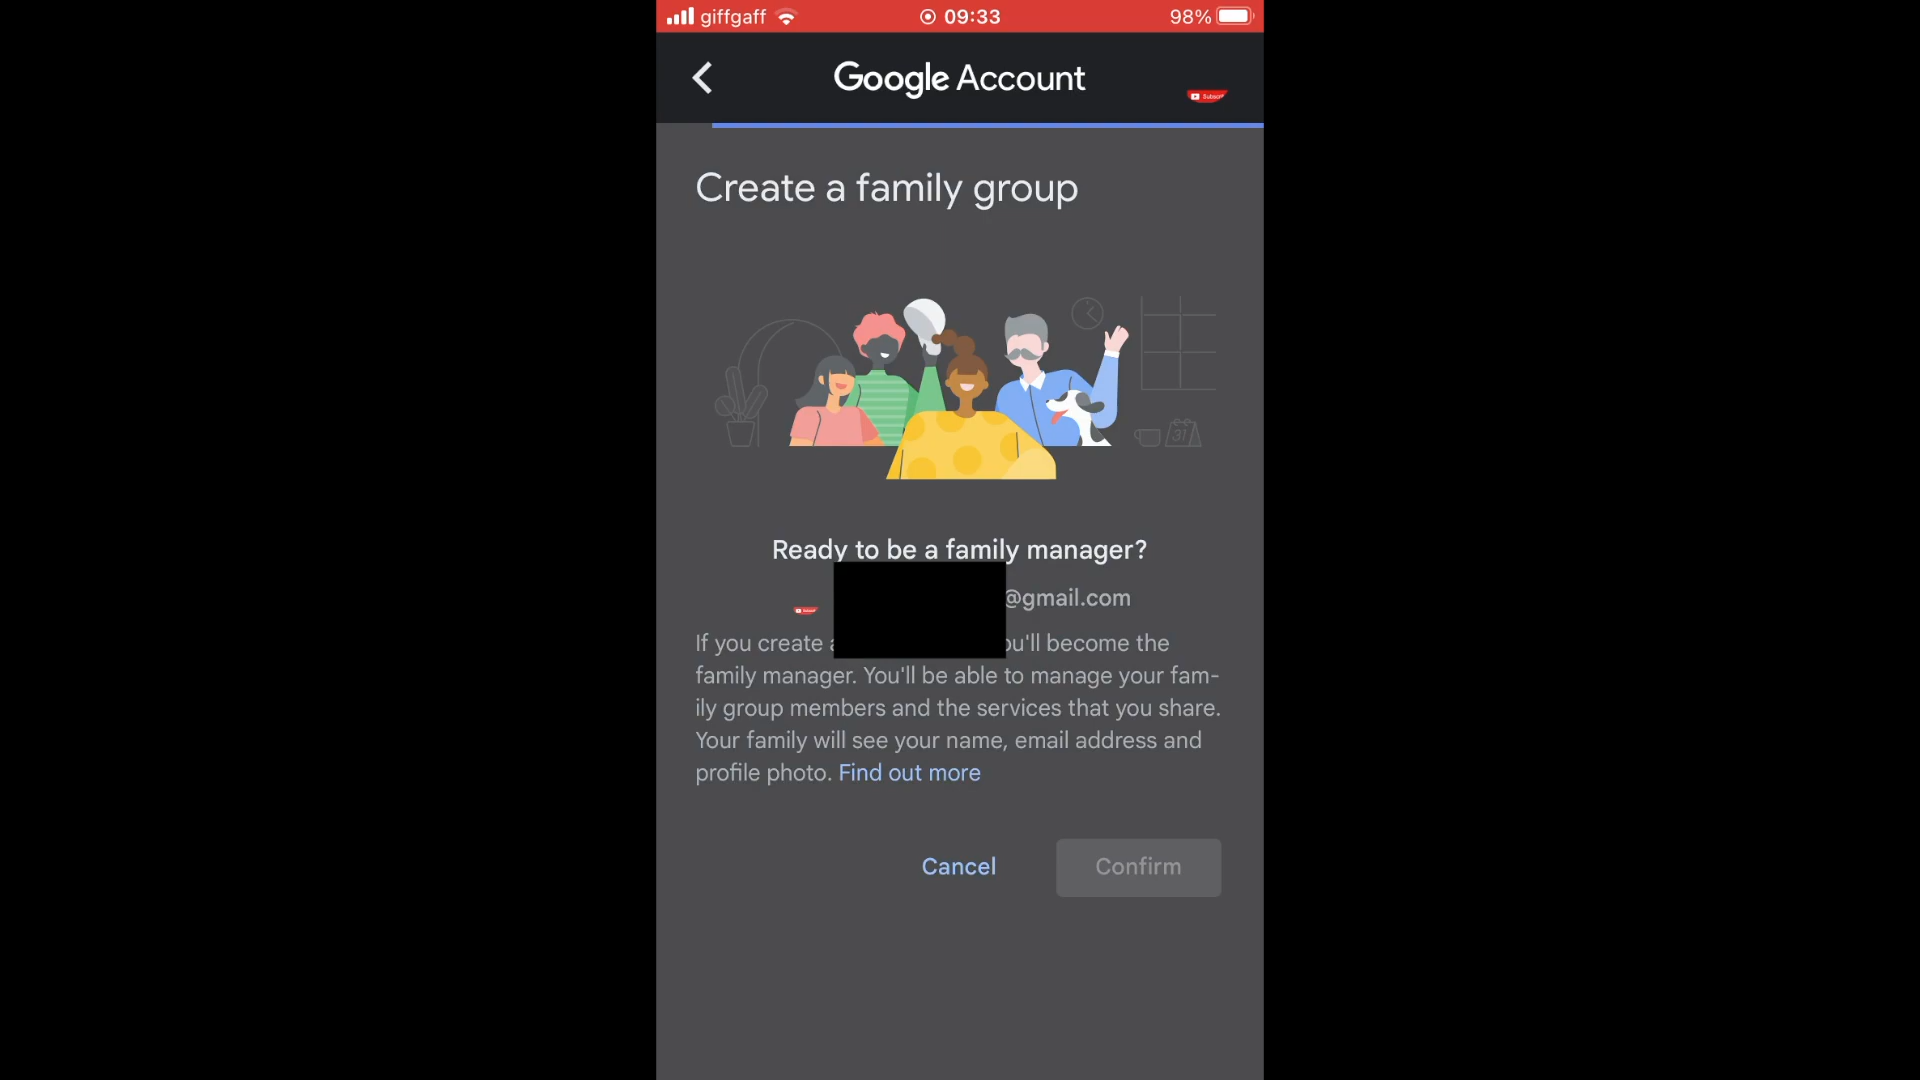 giffgaff 09:33 98%
Google Account
Subscribe
Create a family group
31
Ready to be a family manager?
@gmail.com
If you create ou'll become the
family manager. You'll be able to manage your fam-
ily group members and the services that you share.
Your family will see your name, email address and
profile photo. Find out more
Cancel Confirm